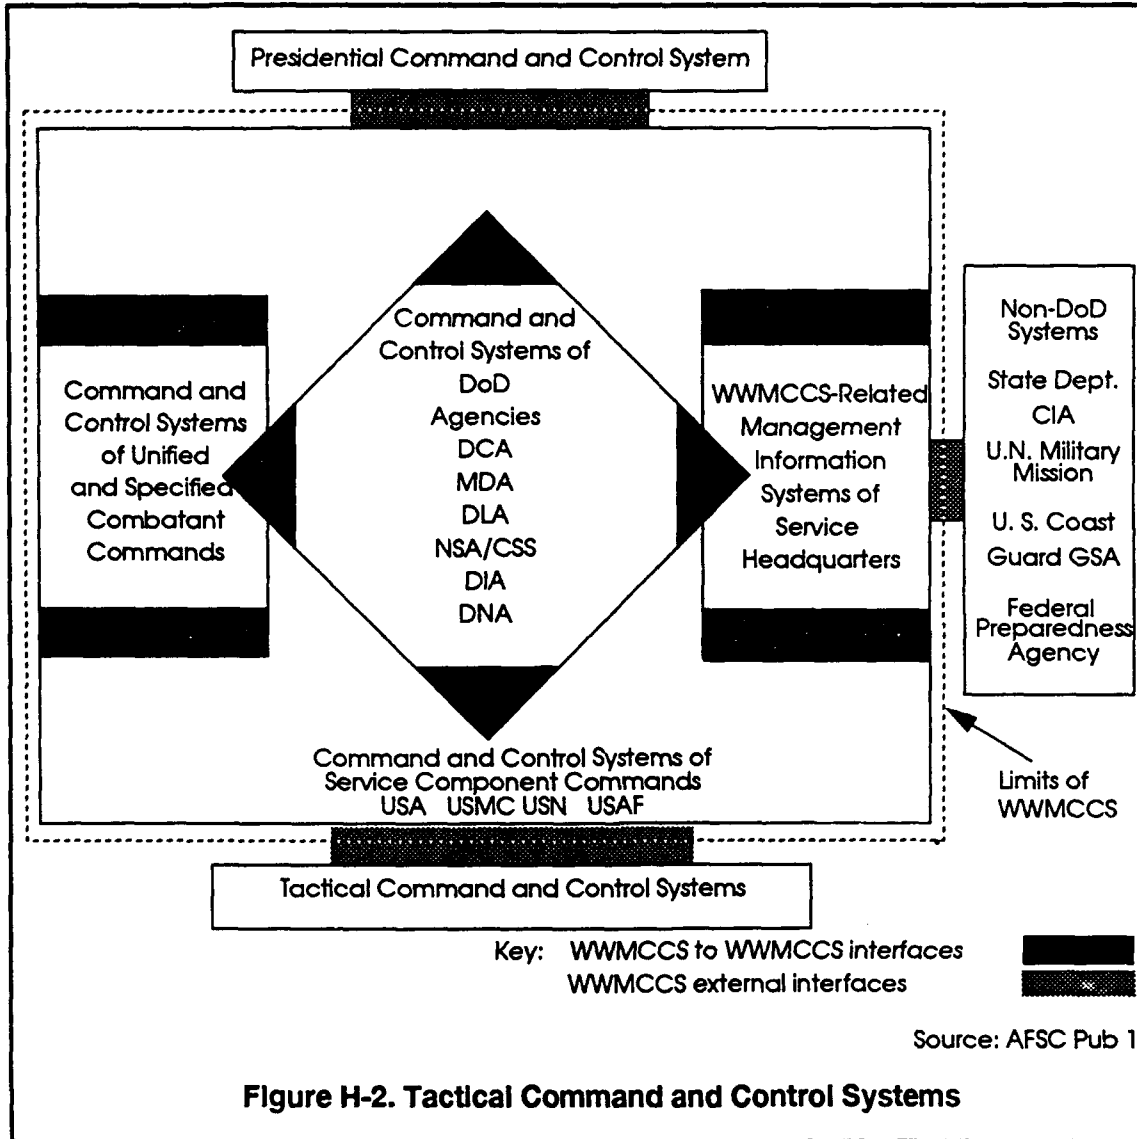 Presidential Command and Control System
Command and
Control Systems
of Unified
and Specified
Combatant
Commands
Command and
Control Systems of
DoD
Agencies
DCA
MDA
DLA
NSA/CSS
DIA
DNA
WWMCCS-Related
Management
Information
Systems of
Service
Headquarters
Non-DoD
Systems
State Dept.
CIA
U.N. Military
Mission
U. S. Coast
Guard GSA
Federal
Preparedness
Agency
Command and Control Systems of
Service Component Commands
USA USMC USN USAF
Limits of
WWMCCS
Tactical Command and Control Systems
Key: WWMCCS to WWMCCS interfaces
WWMCCS external interfaces
Source: AFSC Pub 1
Figure H-2. Tactical Command and Control Systems